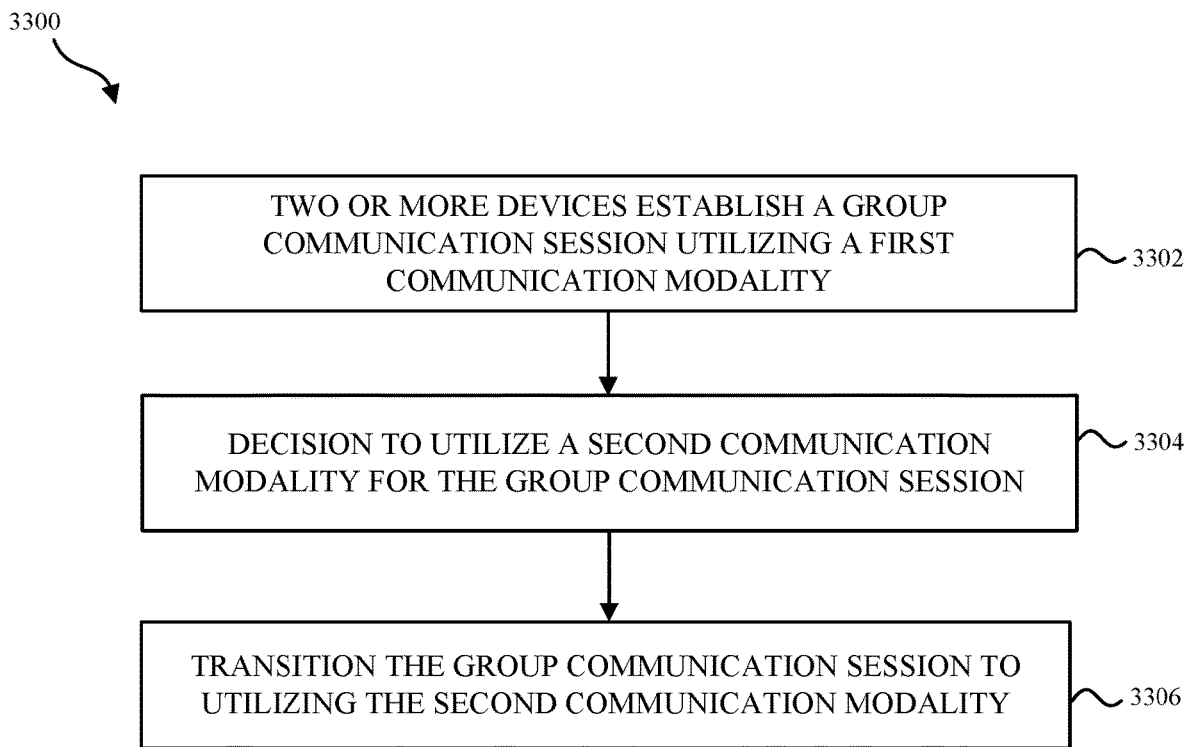 3300
TWO OR MORE DEVICES ESTABLISH A GROUP
COMMUNICATION SESSION UTILIZING A FIRST
COMMUNICATION MODALITY
3302
DECISION TO UTILIZE A SECOND COMMUNICATION
MODALITY FOR THE GROUP COMMUNICATION SESSION
3304
TRANSITION THE GROUP COMMUNICATION SESSION TO
UTILIZING THE SECOND COMMUNICATION MODALITY
3306